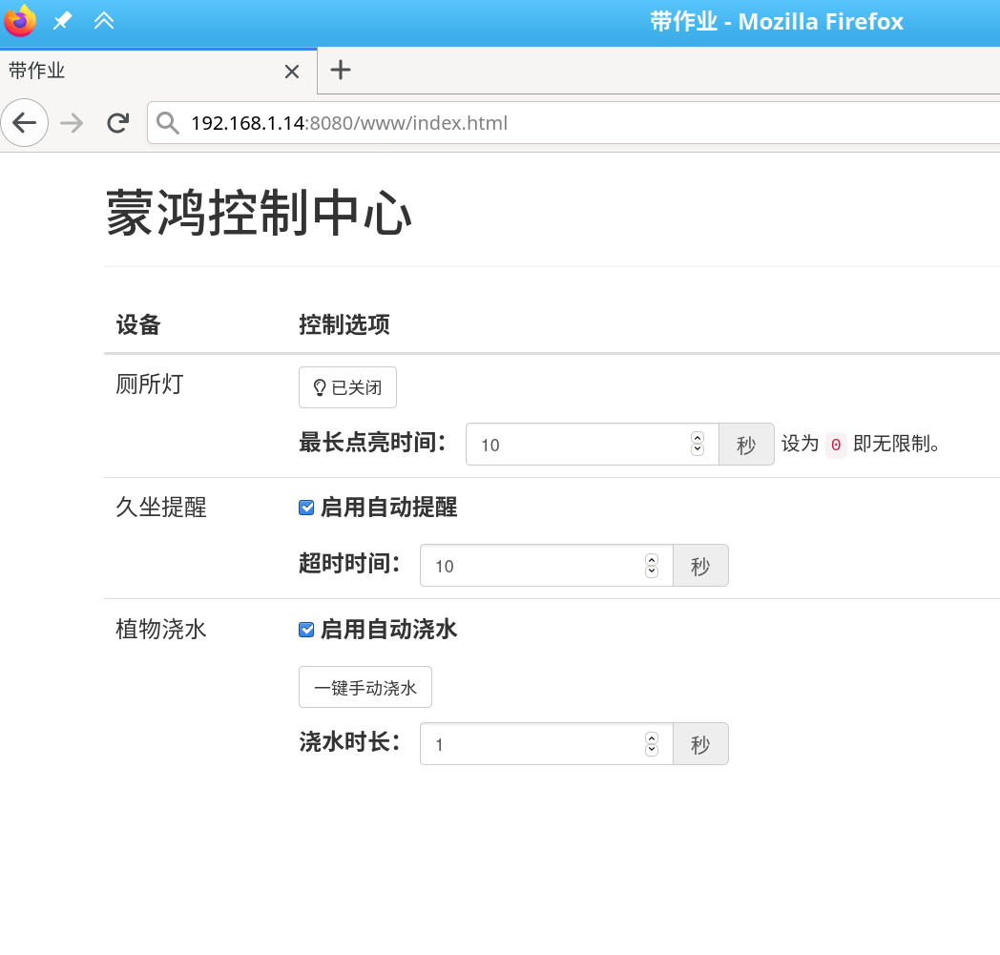 带作业 - Mozilla Firefox
带作业
192.168.1.14:8080/www/index.html
蒙鸿控制中心
设备 控制选项
厕所灯 已关闭
最长点亮时间： 10 秒 设为 0 即无限制。
久坐提醒 启用自动提醒
超时时间： 10 秒
植物浇水 启用自动浇水
一键手动浇水
浇水时长： 1 秒